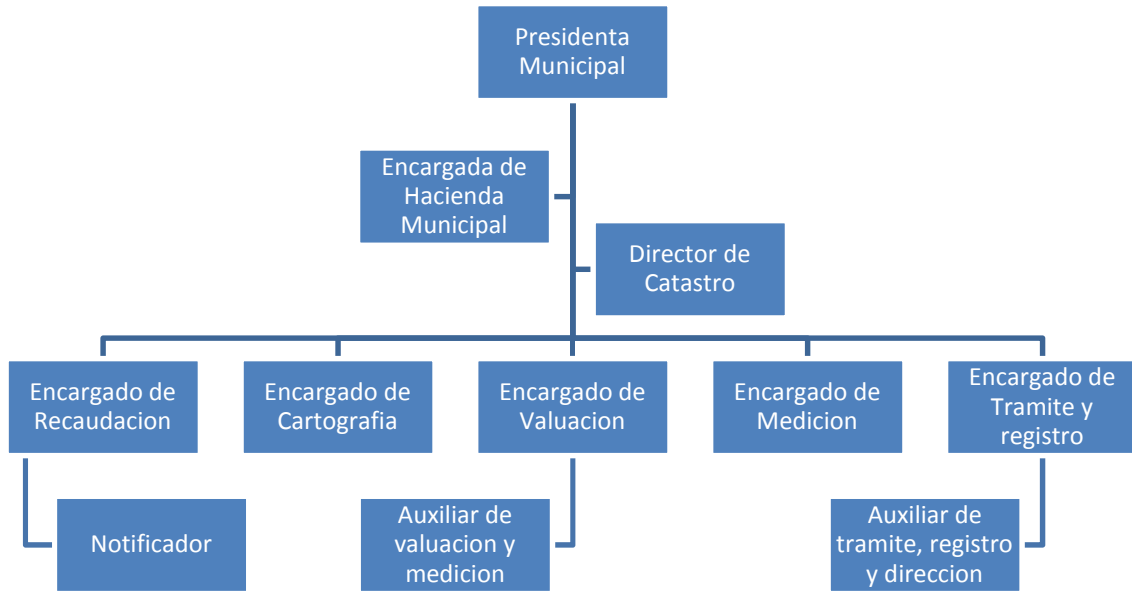 Presidenta
Municipal
Encargada de
Hacienda
Municipal
Director de
Catastro
Encargado de
Recaudacion
Encargado de
Cartografia
Encargado de
Valuacion
Encargado de
Medicion
Encargado de
Tramite y
registro
Notificador
Auxiliar de
valuacion y
medicion
Auxiliar de
tramite, registro
y direccion